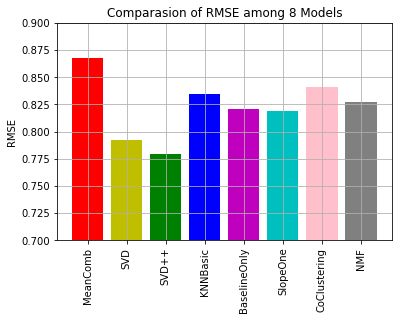 Comparasion of RMSE among 8 Models
RMSE
0.900
0.875
0.850
0.825
0.800
0.775
0.750
0.725
0.700
MeanComb
SVD
SVD++
KNNBasic
BaselineOnly
SlopeOne
CoClustering
NMF